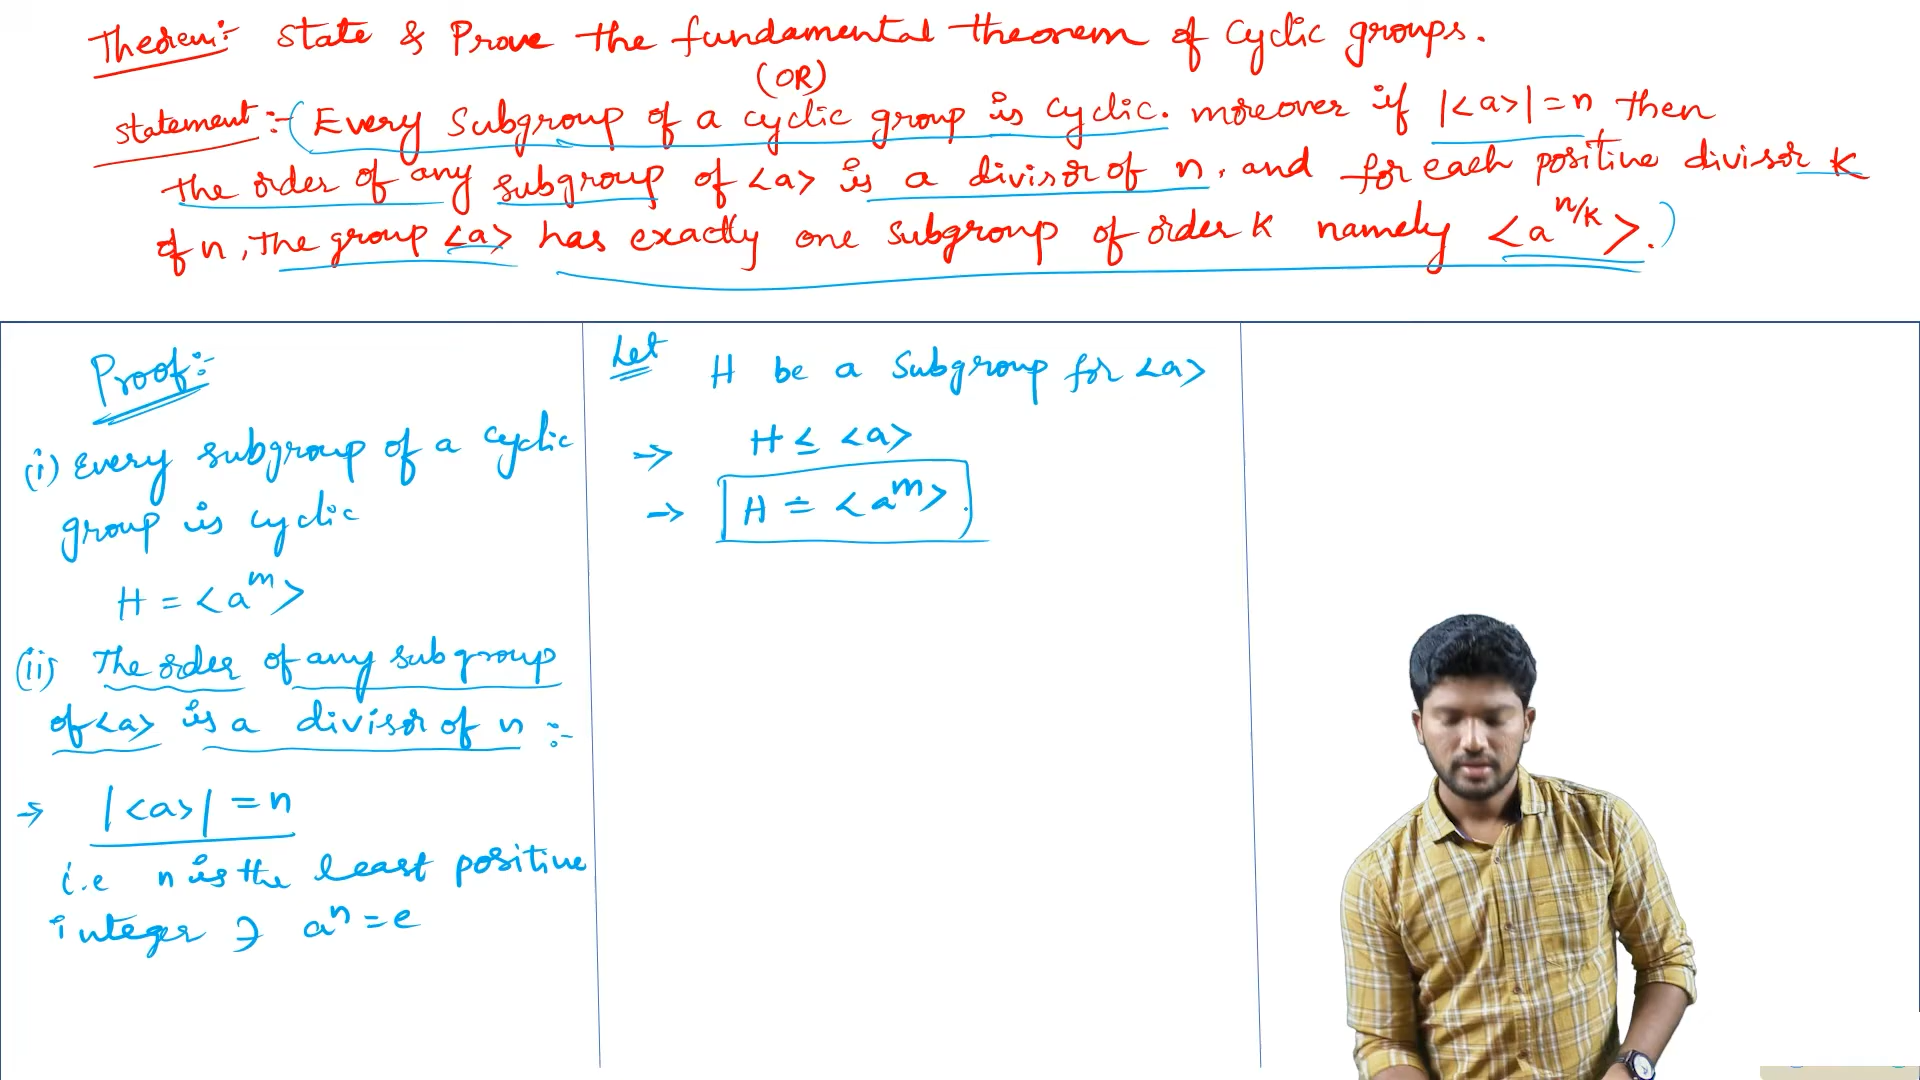 Theorem:- State & Prove the fundamental theorem of cyclic groups.
(OR)
Statement:- (Every Subgroup of a cyclic group is cyclic. moreover if |<a>| = n then
the order of any subgroup of <a> is a divisor of n. and for each positive divisor K
of n, the group <a> has exactly one subgroup of order K namely <a^{n/k}>.)
Proof:-
(i) Every subgroup of a cyclic
group is cyclic
H = <a^m>
(ii) The order of any subgroup
of <a> is a divisor of n :-
→ |<a>| = n
i.e n is the least positive
integer ∋ a^n = e
Let H be a Subgroup for <a>
→ H ≤ <a>
→ H = <a^m>.